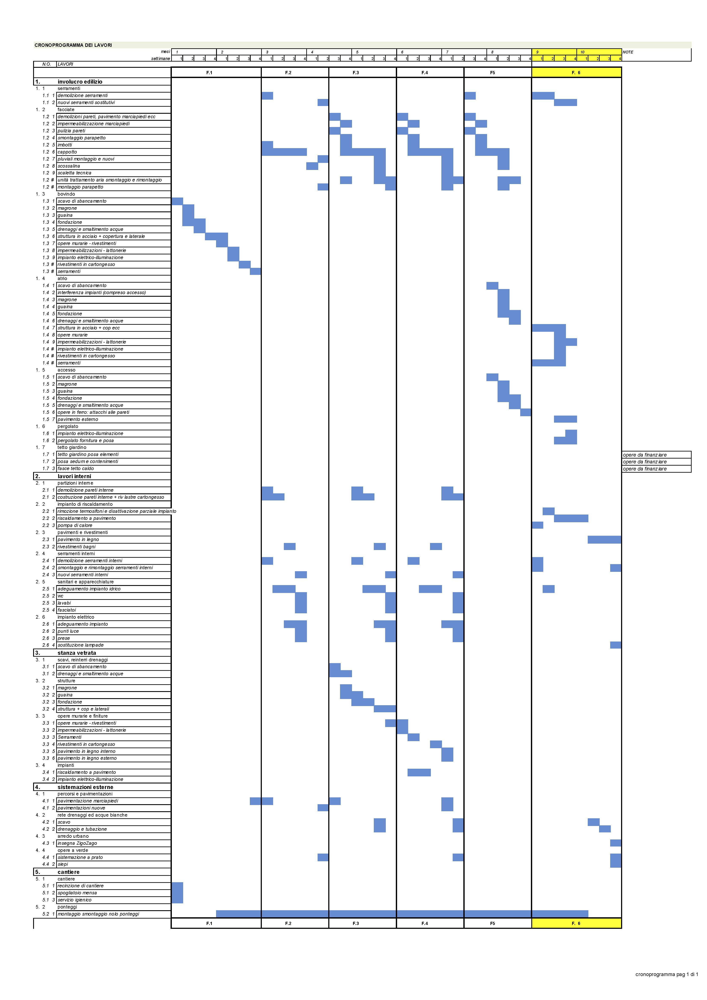 CRONOPROGRAMMA DEI LAVORI
mesi 1 2 3 4 5 6 7 8 9 10 NOTE
settimane 1 2 3 4 1 2 3 4 1 2 3 4 1 2 3 4 1 2 3 4 1 2 3 4 1 2 3 4 1 2 3 4 1 2 3 4 1 2 3 4
N.O. LAVORI
F.1 F.2 F.3 F.4 F5 F. 6
1. involucro edilizio
1. 1 serramenti
1.1 1 demolizione serramenti
1.1 2 nuovi serramenti sostitutivi
1. 2 facciate
1.2 1 demolizioni pareti, pavimento marciapiedi ecc
1.2 2 impermeabilizzazione marciapiedi
1.2 3 pulizia pareti
1.2 4 smontaggio parapetto
1.2 5 imbotti
1.2 6 cappotto
1.2 7 pluviali montaggio e nuovi
1.2 8 scossalina
1.2 9 scaletta tecnica
1.2 # unità trattamento aria smontaggio e rimontaggio
1.2 # montaggio parapetto
1. 3 bovindo
1.3 1 scavo di sbancamento
1.3 2 magrone
1.3 3 guaina
1.3 4 fondazione
1.3 5 drenaggi e smaltimento acque
1.3 6 struttura in acciaio + copertura e laterale
1.3 7 opere murarie - rivestimenti
1.3 8 impermeabilizzazioni - lattonerie
1.3 9 impianto elettrico-illuminazione
1.3 # rivestimenti in cartongesso
1.3 # serramenti
1. 4 atrio
1.4 1 scavo di sbancamento
1.4 2 interferenza impianti (compreso accesso)
1.4 3 magrone
1.4 4 guaina
1.4 5 fondazione
1.4 6 drenaggi e smaltimento acque
1.4 7 struttura in acciaio + cop ecc
1.4 8 opere murarie
1.4 9 impermeabilizzazioni - lattonerie
1.4 # impianto elettrico-illuminazione
1.4 # rivestimenti in cartongesso
1.4 # serramenti
1. 5 accesso
1.5 1 scavo di sbancamento
1.5 2 magrone
1.5 3 guaina
1.5 4 fondazione
1.5 5 drenaggi e smaltimento acque
1.5 6 opere in ferro: attacchi alle pareti
1.5 7 pavimento esterno
1. 6 pergolato
1.6 1 impianto elettrico-illuminazione
1.6 2 pergolato fornitura e posa
1. 7 tetto giardino
1.7 1 tetto giardino posa elementi opere da finanziare
1.7 2 posa sedum e contenimenti opere da finanziare
1.7 3 fasce tetto caldo opere da finanziare
2. lavori interni
2. 1 partizioni interne
2.1 1 demolizione pareti interne
2.1 2 costruzione pareti interne + riv lastre cartongesso
2. 2 impianto di riscaldamento
2.2 1 rimozione termosifoni e disattivazione parziale impianto
2.2 2 riscaldamento a pavimento
2.2 3 pompa di calore
2. 3 pavimenti e rivestimenti
2.3 1 pavimento in legno
2.3 2 rivestimenti bagni
2. 4 serramenti interni
2.4 1 demolizione serramenti interni
2.4 2 smontaggio e rimontaggio serramenti interni
2.4 3 nuovi serramenti interni
2. 5 sanitari e apparecchiature
2.5 1 adeguamento impianto idrico
2.5 2 wc
2.5 3 lavabi
2.5 4 fasciatoi
2. 6 impianto elettrico
2.6 1 adeguamento impianto
2.6 2 punti luce
2.6 3 prese
2.6 4 sostituzione lampade
3. stanza vetrata
3. 1 scavi, reinterri drenaggi
3.1 1 scavo di sbancamento
3.1 2 drenaggi e smaltimento acque
3. 2 strutture
3.2 1 magrone
3.2 2 guaina
3.2 3 fondazione
3.2 4 struttura + cop e laterali
3. 3 opere murarie e finiture
3.3 1 opere murarie - rivestimenti
3.3 2 impermeabilizzazioni - lattonerie
3.3 3 Serramenti
3.3 4 rivestimenti in cartongesso
3.3 5 pavimento in legno interno
3.3 6 pavimento in legno esterno
3. 4 impianti
3.4 1 riscaldamento a pavimento
3.4 2 impianto elettrico-illuminazione
4. sistemazioni esterne
4. 1 percorsi e pavimentazioni
4.1 1 pavimentazione marciapiedi
4.1 2 pavimentazioni nuove
4. 2 rete drenaggi ed acque bianche
4.2 1 scavo
4.2 2 drenaggio e tubazione
4. 3 arredo urbano
4.3 1 insegna ZigoZago
4. 4 opere a verde
4.4 1 sistemazione a prato
4.4 2 siepi
5. cantiere
5. 1 cantiere
5.1 1 recinzione di cantiere
5.1 2 spogliatoio mensa
5.1 3 servizio igienico
5. 2 ponteggi
5.2 1 montaggio smontaggio nolo ponteggi
F.1 F.2 F.3 F.4 F5 F. 6
cronoprogramma pag 1 di 1